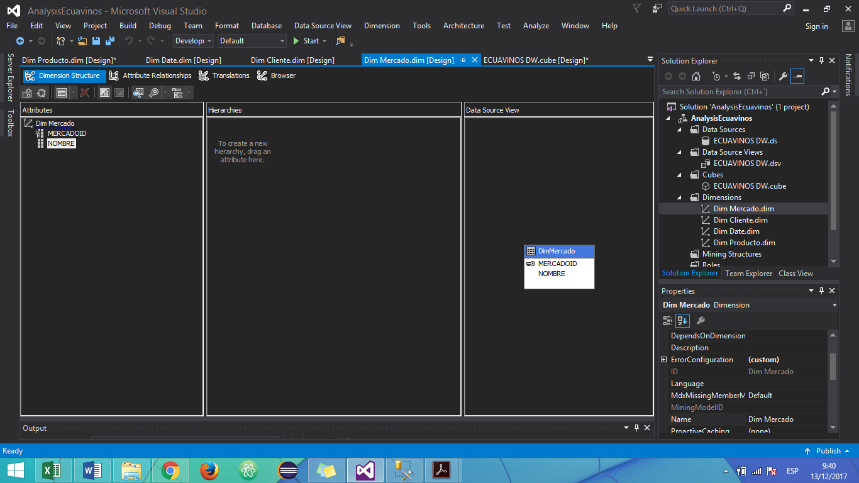 AnalysisEcuavinos - Microsoft Visual Studio
Quick Launch (Ctrl+Q)
File Edit View Project Build Debug Team Format Database Data Source View Dimension Tools Architecture Test Analyze Window Help
Sign in
Develop Default Start
Dim Producto.dim [Design]* Dim Date.dim [Design] Dim Cliente.dim [Design] Dim Mercado.dim [Design] ECUAVINOS DW.cube [Design]*
Dimension Structure Attribute Relationships Translations Browser
Server Explorer
Toolbox
Attributes
Dim Mercado
MERCADOID
NOMBRE
Hierarchies
To create a new
hierarchy, drag an
attribute here.
Data Source View
DimMercado
MERCADOID
NOMBRE
Output
Solution Explorer
Search Solution Explorer (Ctrl+´)
Solution 'AnalysisEcuavinos' (1 project)
AnalysisEcuavinos
Data Sources
ECUAVINOS DW.ds
Data Source Views
ECUAVINOS DW.dsv
Cubes
ECUAVINOS DW.cube
Dimensions
Dim Mercado.dim
Dim Cliente.dim
Dim Date.dim
Dim Producto.dim
Mining Structures
Roles
Solution Explorer Team Explorer Class View
Notifications
Properties
Dim Mercado Dimension
DependsOnDimension
Description
ErrorConfiguration (custom)
ID Dim Mercado
Language
MdxMissingMemberM Default
MiningModelID
Name Dim Mercado
ProactiveCaching (none)
Ready
Publish
ESP
9:40
13/12/2017